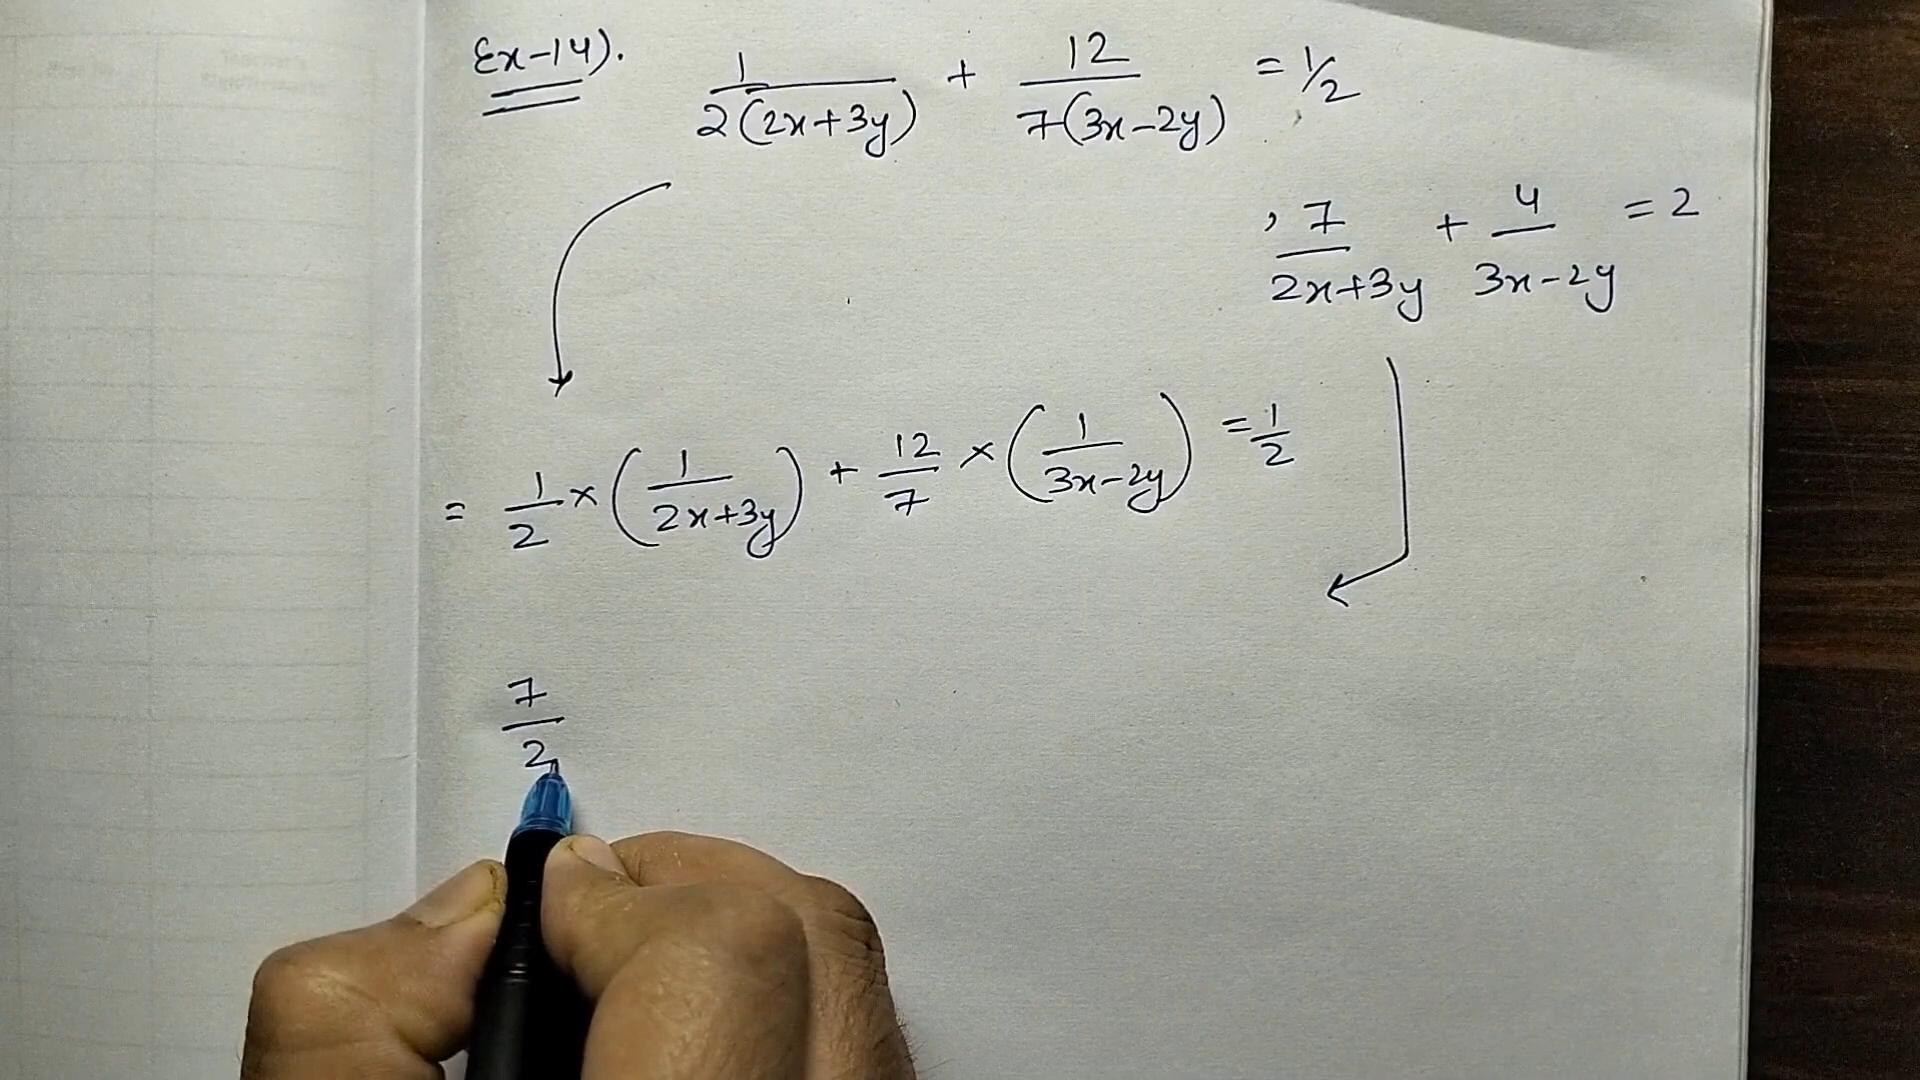 Ex-14). 1/2(2x+3y) + 12/7(3x-2y) = 1/2
, 7/2x+3y + 4/3x-2y = 2
= 1/2 × (1/2x+3y) + 12/7 × (1/3x-2y) = 1/2
7/2